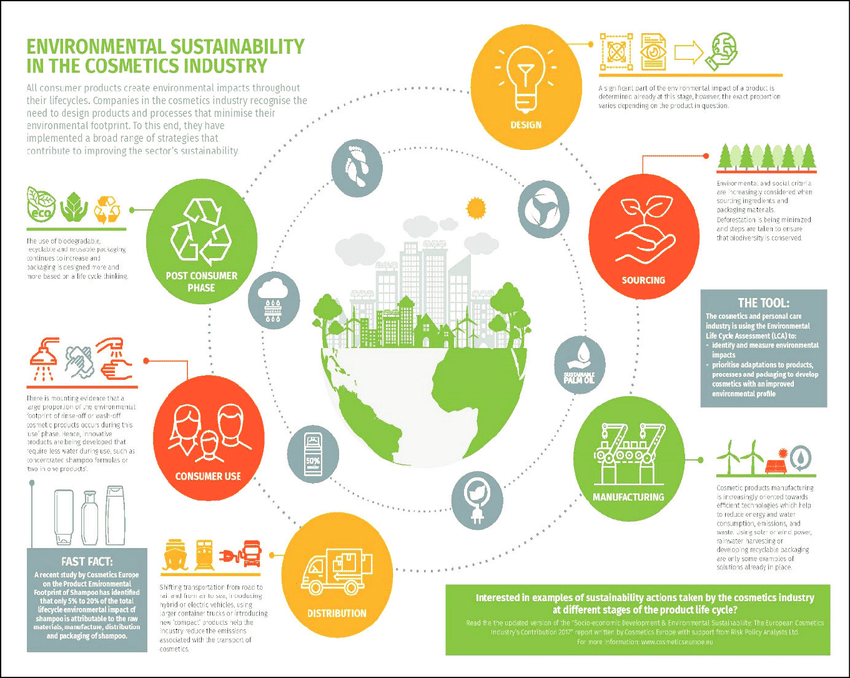 ENVIRONMENTAL SUSTAINABILITY
IN THE COSMETICS INDUSTRY
All consumer products create environmental impacts throughout
their lifecycles. Companies in the cosmetics industry recognise the
need to design products and processes that minimise their
environmental footprint. To this end, they have
implemented a broad range of strategies that
contribute to improving the sector's sustainability
DESIGN
A significant part of the environmental impact of a product is
determined already at this stage, however, the exact proportion
varies depending on the product in question.
SOURCING
Environmental and social criteria
are increasingly considered when
sourcing ingredients and
packaging materials.
Deforestation is being minimized
and steps are taken to ensure
that biodiversity is conserved.
THE TOOL:
The cosmetics and personal care
industry is using the Environmental
Life Cycle Assessment (LCA) to:
- identify and measure environmental
impacts
- prioritise adaptations to products,
processes and packaging to develop
cosmetics with an improved
environmental profile
SUSTAINABLE
PALM OIL
MANUFACTURING
Cosmetic products manufacturing
is increasingly oriented towards
efficient technologies which help
to reduce energy and water
consumption, emissions, and
waste. Using solar or wind power,
rainwater harvesting or
developing recyclable packaging
are only some examples of
solutions already in place.
DISTRIBUTION
Shifting transportation from road to
rail and from air to sea, introducing
hybrid or electric vehicles, using
larger container trucks or introducing
new "compact" products help the
industry reduce the emissions
associated with the transport of
cosmetics.
50%
CONSUMER USE
There is mounting evidence that a
large proportion of the environmental
footprint of rinse-off or wash-off
cosmetic products occurs during this
'use' phase. Hence, innovative
products are being developed that
require less water during use, such as
concentrated shampoo formulas or
'two in one products'.
FAST FACT:
A recent study by Cosmetics Europe
on the Product Environmental
Footprint of Shampoo has identified
that only 5% to 20% of the total
lifecycle environmental impact of
shampoo is attributable to the raw
materials, manufacture, distribution
and packaging of shampoo.
POST CONSUMER
PHASE
eco
The use of biodegradable,
recyclable and reusable packaging
continues to increase and
packaging is designed more and
more based on a life cycle thinking.
Interested in examples of sustainability actions taken by the cosmetics industry
at different stages of the product life cycle?
Read the the updated version of the "Socio-economic Development & Environmental Sustainability: The European Cosmetics
Industry's Contribution 2017" report written by Cosmetics Europe with support from Risk Policy Analysts Ltd.
For more information: www.cosmeticseurope.eu